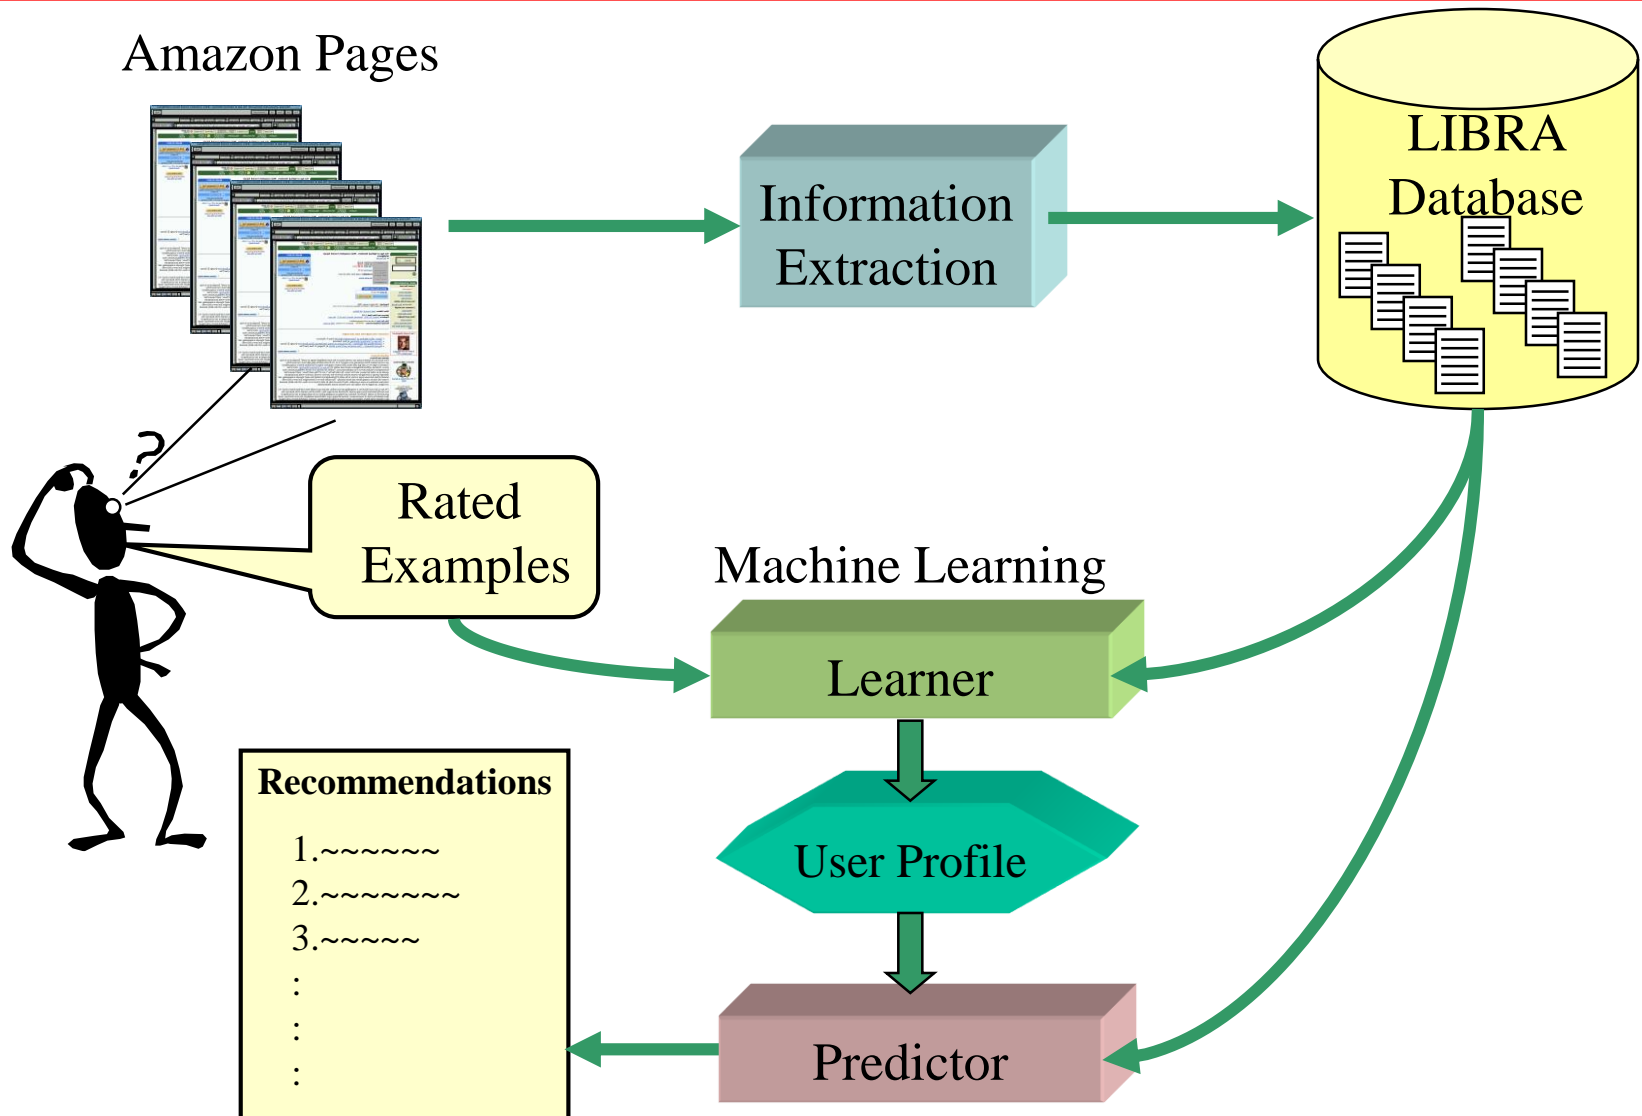 Amazon Pages
LIBRA
Database
Information
Extraction
?
Rated
Examples
Machine Learning
Learner
Recommendations
1.~~~~~~
2.~~~~~~~
3.~~~~~
:
:
:
User Profile
Predictor